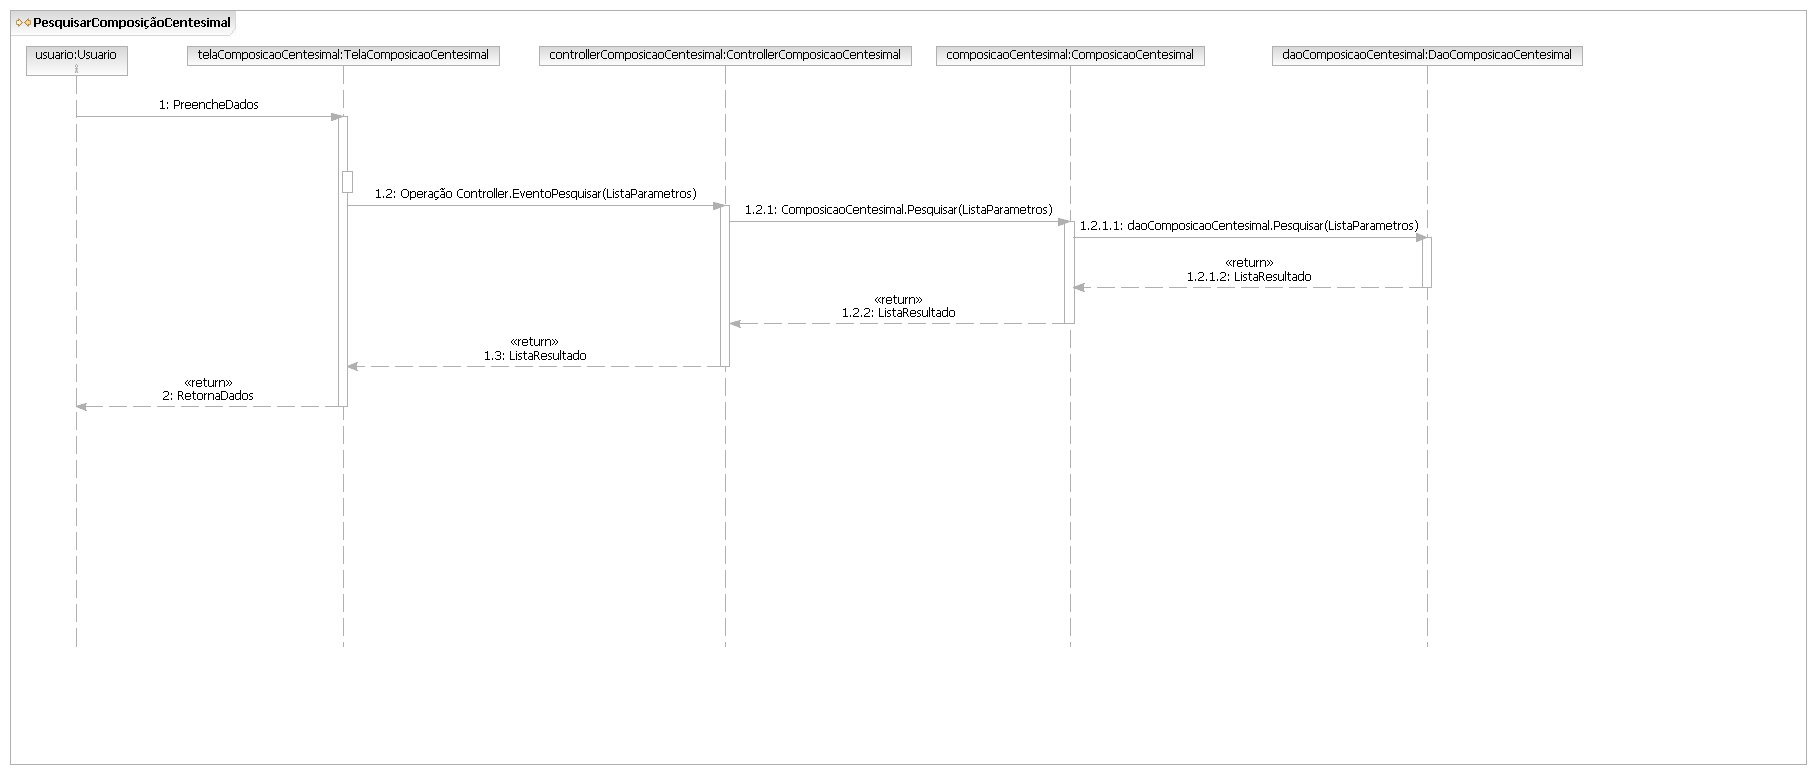 PesquisarComposiçãoCentesimal
usuario:Usuario
telaComposicaoCentesimal:TelaComposicaoCentesimal
controllerComposicaoCentesimal:ControllerComposicaoCentesimal
composicaoCentesimal:ComposicaoCentesimal
daoComposicaoCentesimal:DaoComposicaoCentesimal
1: PreencheDados
1.2: Operação Controller.EventoPesquisar(ListaParametros)
1.2.1: ComposicaoCentesimal.Pesquisar(ListaParametros)
1.2.1.1: daoComposicaoCentesimal.Pesquisar(ListaParametros)
«return»
1.2.1.2: ListaResultado
«return»
1.2.2: ListaResultado
«return»
1.3: ListaResultado
«return»
2: RetornaDados